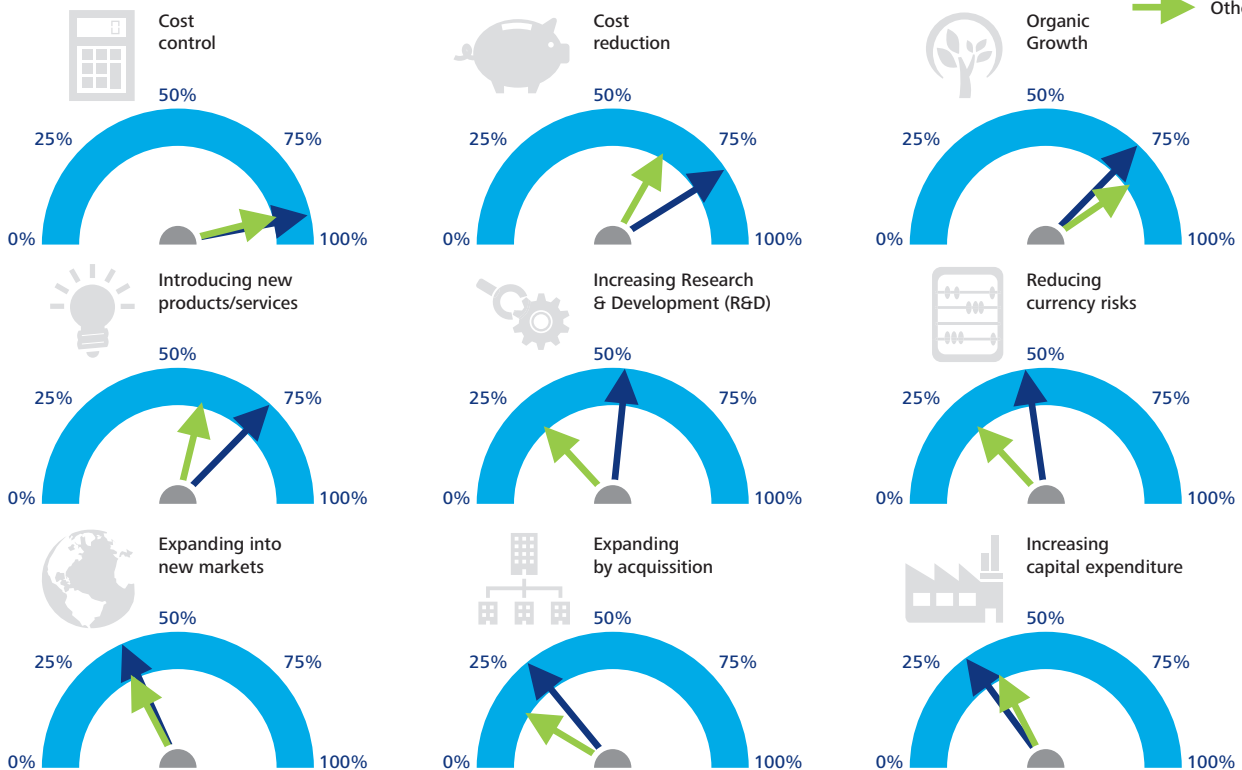 Cost
control
50%
25%
75%
0%
100%
Cost
reduction
50%
25%
75%
0%
100%
Organic
Growth
50%
25%
75%
0%
100%
Introducing new
products/services
50%
25%
75%
0%
100%
Increasing Research
& Development (R&D)
50%
25%
75%
0%
100%
Reducing
currency risks
50%
25%
75%
0%
100%
Expanding into
new markets
50%
25%
75%
0%
100%
Expanding
by acquissition
50%
25%
75%
0%
100%
Increasing
capital expenditure
50%
25%
75%
0%
100%